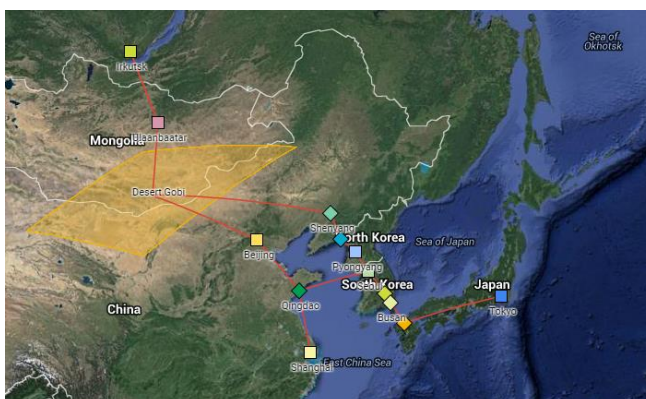 Sea of
Okhotsk
Irkutsk
Mongolia
Ulaanbaatar
Desert Gobi
Shenyang
North Korea
Sea of Japan
Beijing
Pyongyang
South Korea
Japan
Qingdao
China
Busan
Tokyo
Shanghai
East China Sea